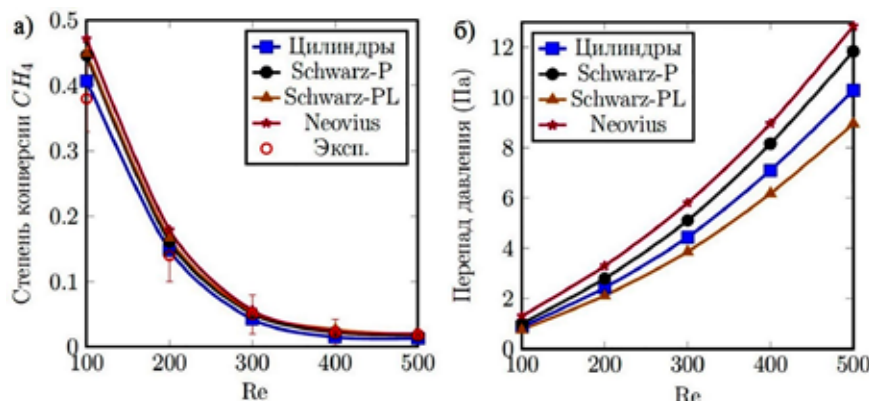 а)
Степень конверсии CH4
0.5
0.4
0.3
0.2
0.1
0
100 200 300 400 500
Re
Цилиндры
Schwarz-P
Schwarz-PL
Neovius
Эксп.
б)
Перепад давления (Па)
12
10
8
6
4
2
0
100 200 300 400 500
Re
Цилиндры
Schwarz-P
Schwarz-PL
Neovius